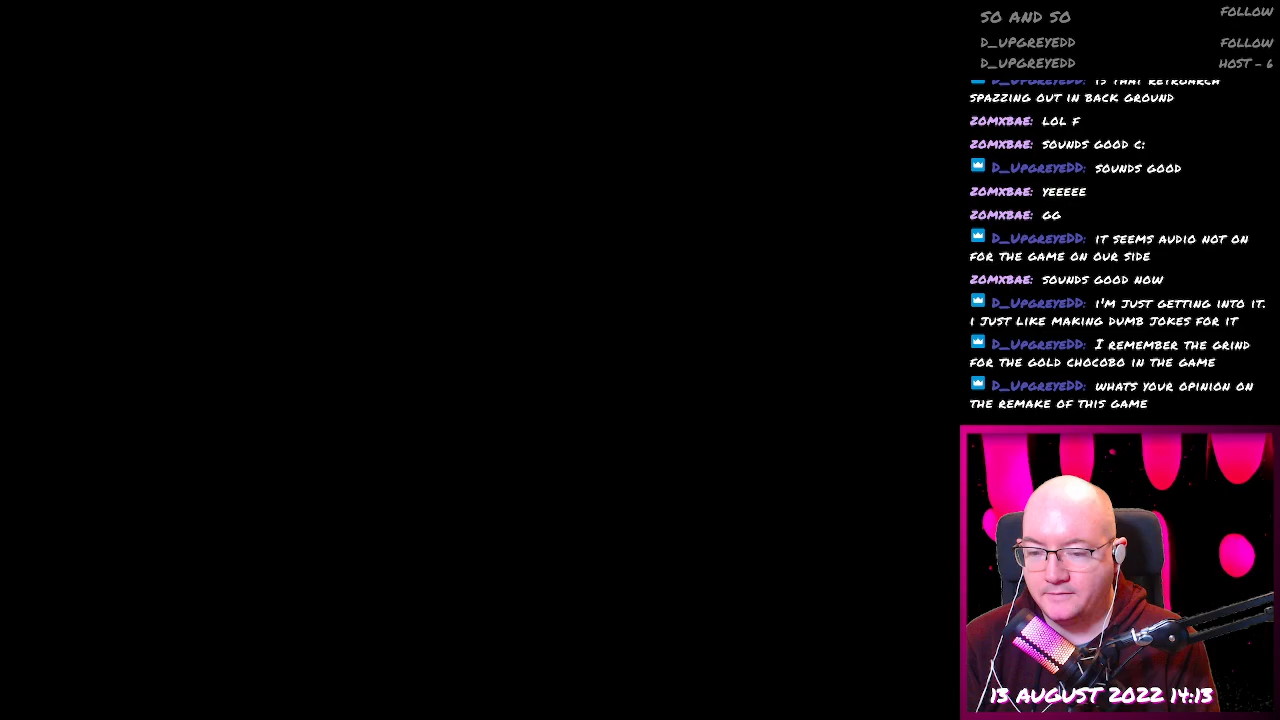 SO AND SO FOLLOW
D_UPGREYEDD FOLLOW
D_UPGREYEDD HOST - 6
D_UpgreyeDD: IS THAT RETROARCH
SPAZZING OUT IN BACK GROUND
ZOMXBAE: LOL F
ZOMXBAE: SOUNDS GOOD C:
D_UpgreyeDD: SOUNDS GOOD
ZOMXBAE: YEEEEE
ZOMXBAE: GG
D_UpgreyeDD: IT SEEMS AUDIO NOT ON
FOR THE GAME ON OUR SIDE
ZOMXBAE: SOUNDS GOOD NOW
D_UpgreyeDD: I'M JUST GETTING INTO IT.
I JUST LIKE MAKING DUMB JOKES FOR IT
D_UpgreyeDD: I REMEMBER THE GRIND
FOR THE GOLD CHOCOBO IN THE GAME
D_UpgreyeDD: WHATS YOUR OPINION ON
THE REMAKE OF THIS GAME
13 AUGUST 2022 14:13